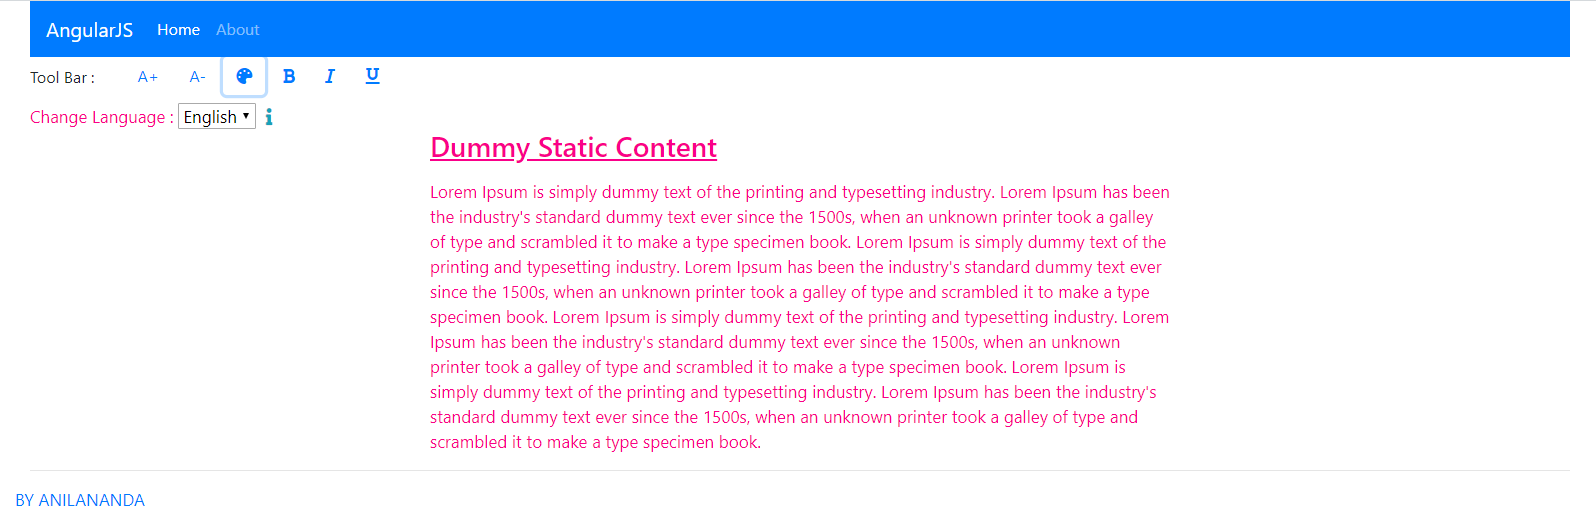 AngularJS Home About
Tool Bar : A+ A- B I U
Change Language : English
Dummy Static Content
Lorem Ipsum is simply dummy text of the printing and typesetting industry. Lorem Ipsum has been
the industry's standard dummy text ever since the 1500s, when an unknown printer took a galley
of type and scrambled it to make a type specimen book. Lorem Ipsum is simply dummy text of the
printing and typesetting industry. Lorem Ipsum has been the industry's standard dummy text ever
since the 1500s, when an unknown printer took a galley of type and scrambled it to make a type
specimen book. Lorem Ipsum is simply dummy text of the printing and typesetting industry. Lorem
Ipsum has been the industry's standard dummy text ever since the 1500s, when an unknown
printer took a galley of type and scrambled it to make a type specimen book. Lorem Ipsum is
simply dummy text of the printing and typesetting industry. Lorem Ipsum has been the industry's
standard dummy text ever since the 1500s, when an unknown printer took a galley of type and
scrambled it to make a type specimen book.
BY ANILANANDA